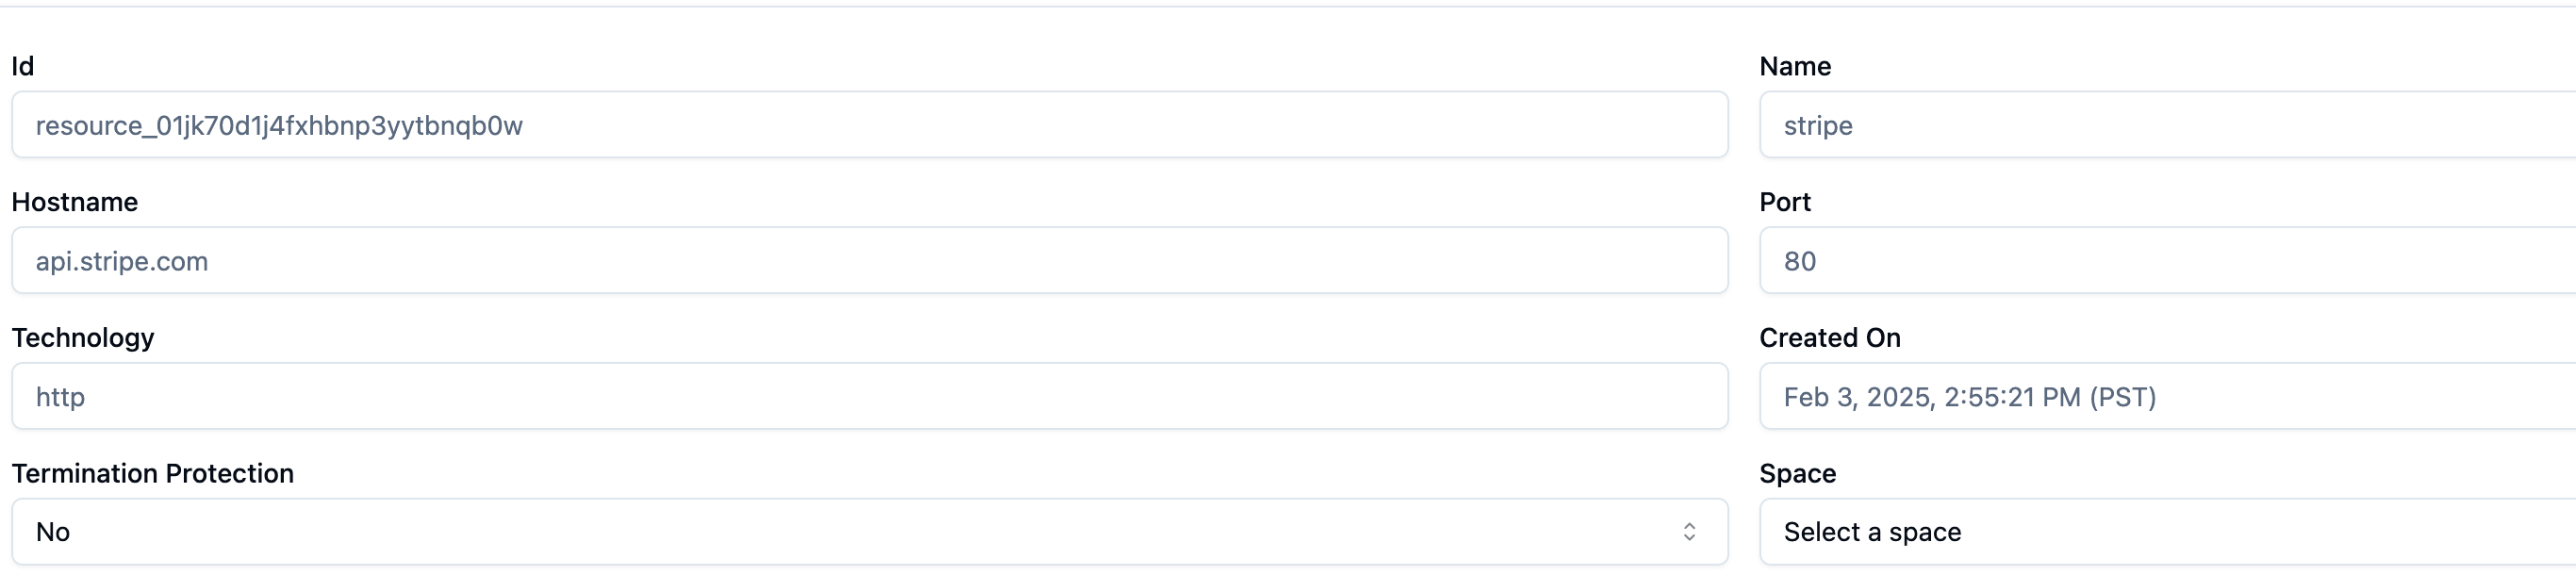 Id
resource_01jk70d1j4fxhbnp3yytbnqb0w
Name
stripe
Hostname
api.stripe.com
Port
80
Technology
http
Created On
Feb 3, 2025, 2:55:21 PM (PST)
Termination Protection
No
Space
Select a space